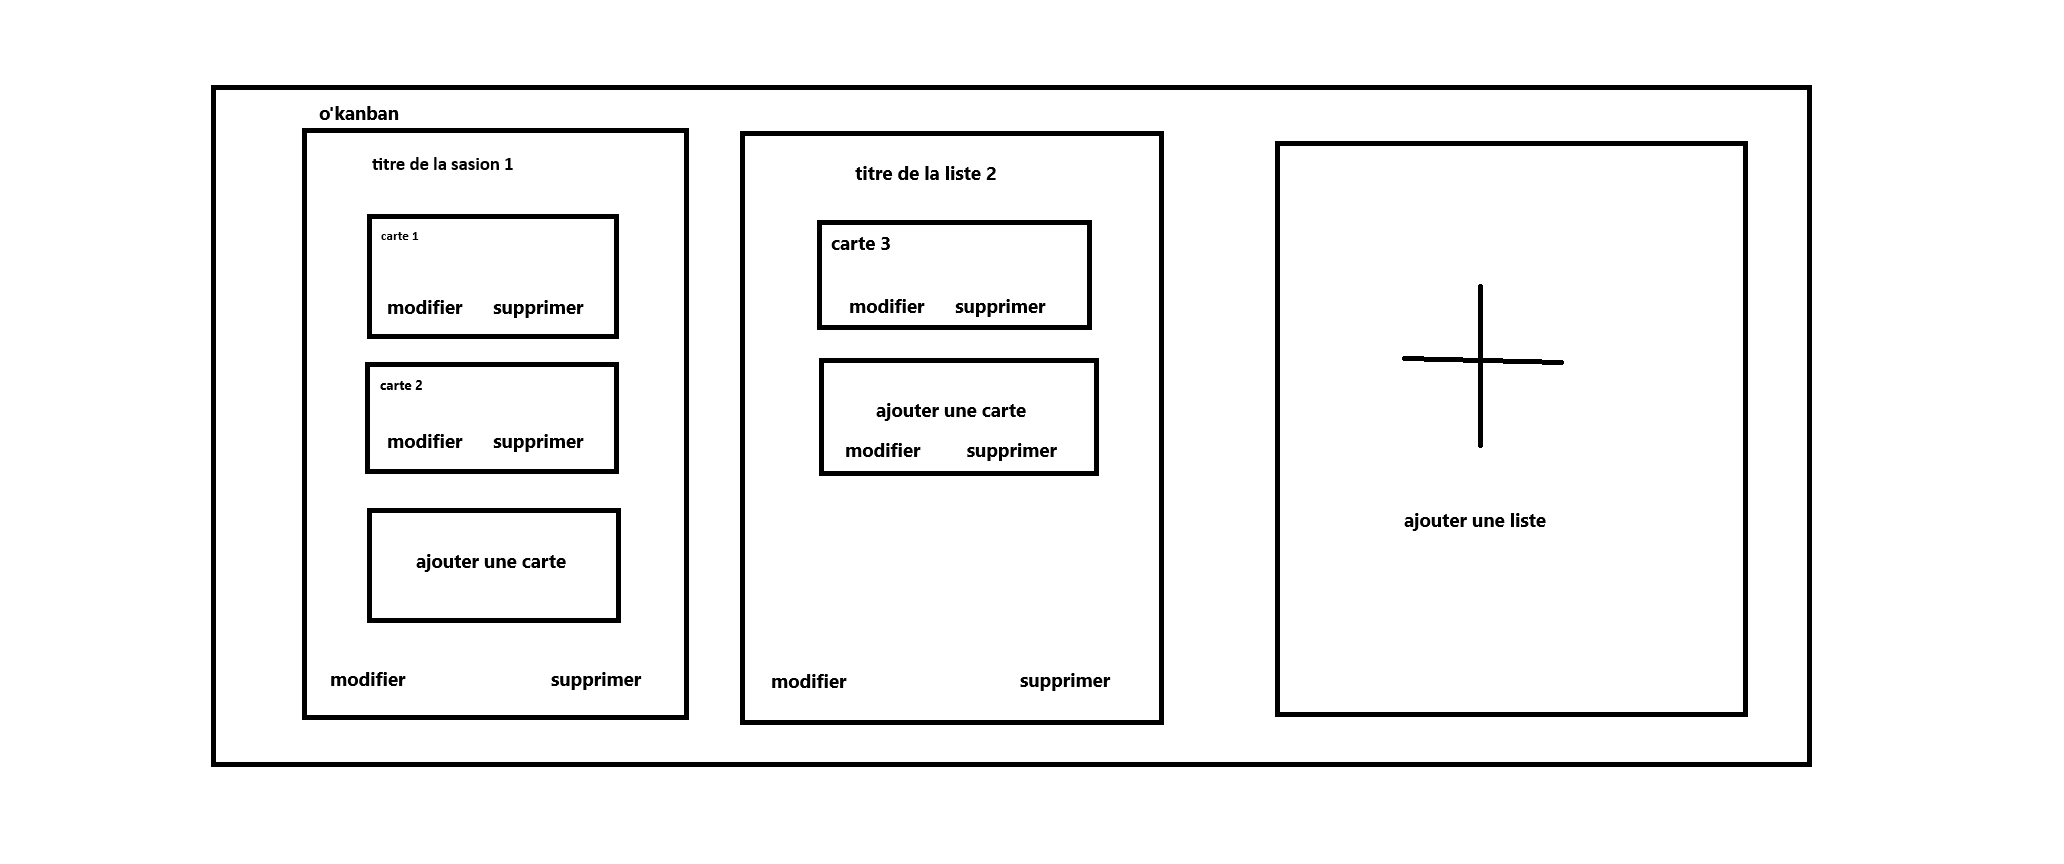 o'kanban
titre de la sasion 1
carte 1
modifier supprimer
carte 2
modifier supprimer
ajouter une carte
modifier supprimer
titre de la liste 2
carte 3
modifier supprimer
ajouter une carte
modifier supprimer
modifier supprimer
ajouter une liste